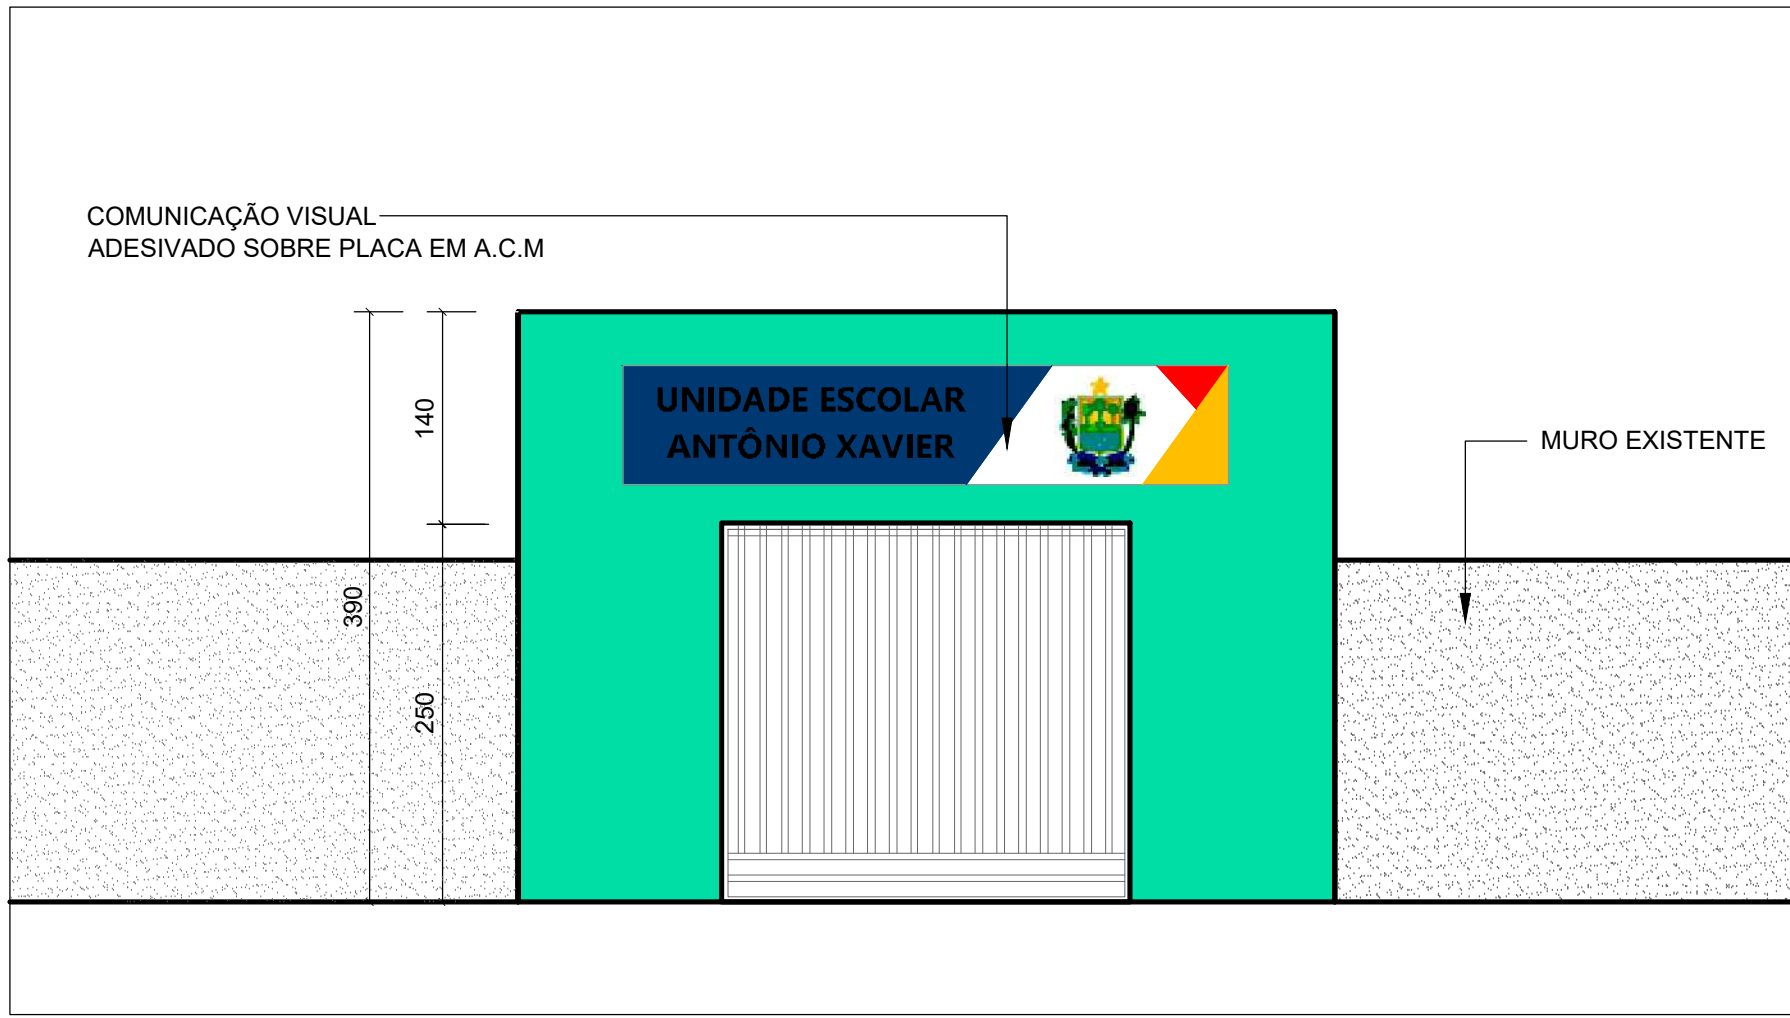 COMUNICAÇÃO VISUAL
ADESIVADO SOBRE PLACA EM A.C.M
UNIDADE ESCOLAR
ANTÔNIO XAVIER
140
MURO EXISTENTE
390
250